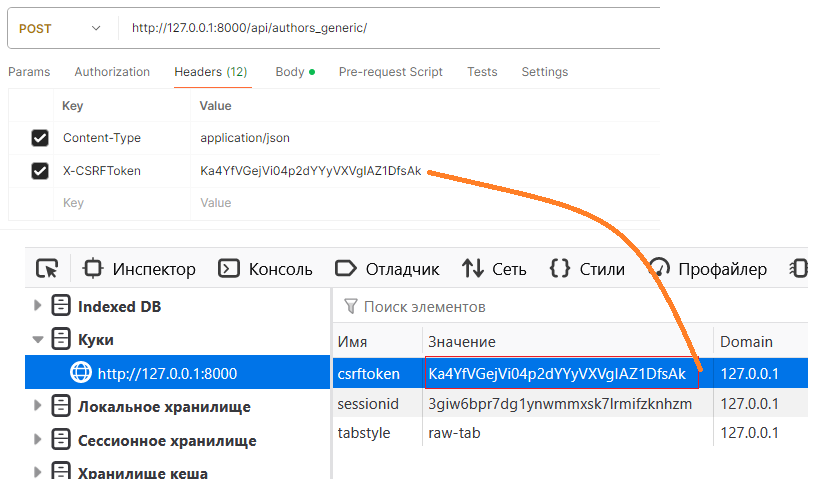 POST http://127.0.0.1:8000/api/authors_generic/
Params Authorization Headers (12) Body Pre-request Script Tests Settings
Key Value
Content-Type application/json
X-CSRFToken Ka4YfVGejVi04p2dYYyVXVgIAZ1DfsAk
Key Value
Инспектор Консоль Отладчик Сеть Стили Профайлер
Indexed DB
Поиск элементов
Куки
Имя Значение Domain
http://127.0.0.1:8000
csrftoken Ka4YfVGejVi04p2dYYyVXVgIAZ1DfsAk 127.0.0.1
Локальное хранилище
sessionid 3giw6bpr7dg1ynwmmxsk7lrmifzknhzm 127.0.0.1
Сессионное хранилище
tabstyle raw-tab 127.0.0.1
Хранилище кеша